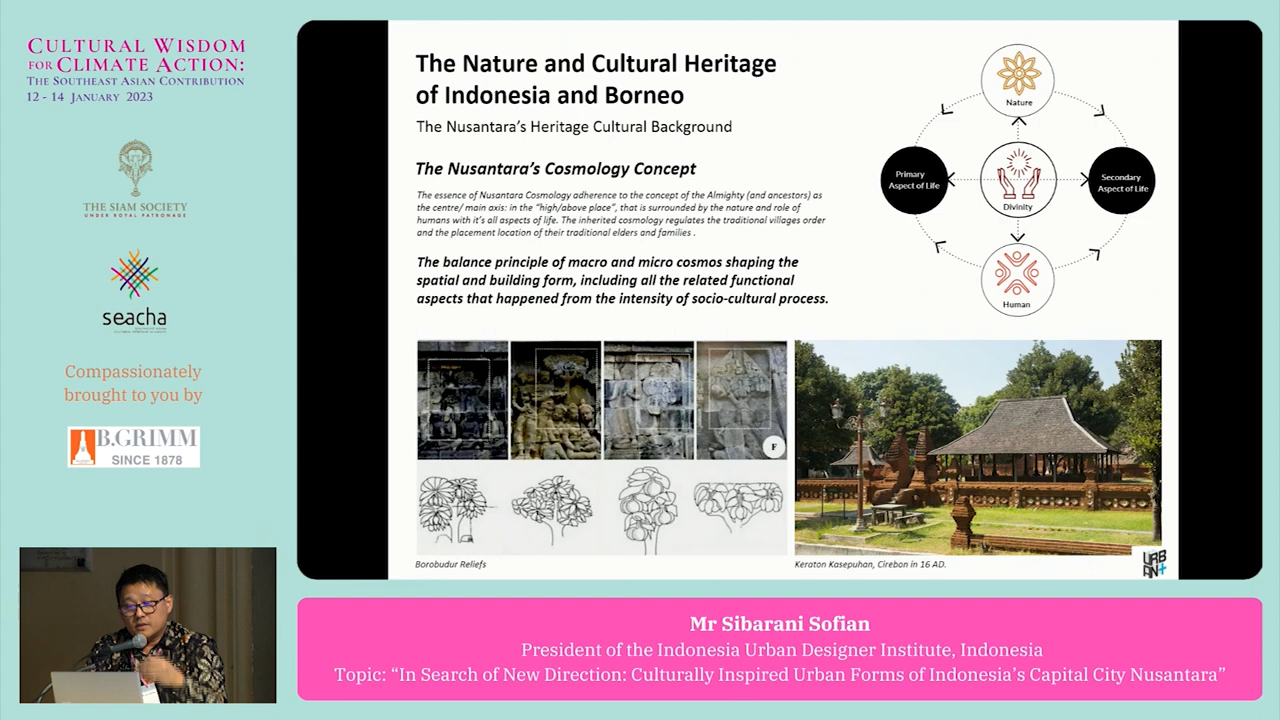 CULTURAL WISDOM
FOR CLIMATE ACTION:
THE SOUTHEAST ASIAN CONTRIBUTION
12 - 14 JANUARY 2023
THE SIAM SOCIETY
UNDER ROYAL PATRONAGE
seacha
Compassionately
brought to you by
B.GRIMM
SINCE 1878
The Nature and Cultural Heritage
of Indonesia and Borneo
The Nusantara's Heritage Cultural Background
The Nusantara's Cosmology Concept
The essence of Nusantara Cosmology adherence to the concept of the Almighty (and ancestors) as
the centre/ main axis: in the "high/above place", that is surrounded by the nature and role of
humans with it's all aspects of life. The inherited cosmology regulates the traditional villages order
and the placement location of their traditional elders and families .
The balance principle of macro and micro cosmos shaping the
spatial and building form, including all the related functional
aspects that happened from the intensity of socio-cultural process.
Nature
Primary
Aspect of Life
Divinity
Secondary
Aspect of Life
Human
F
Borobudur Reliefs
Keraton Kasepuhan, Cirebon in 16 AD.
URB
AN+
Mr Sibarani Sofian
President of the Indonesia Urban Designer Institute, Indonesia
Topic: “In Search of New Direction: Culturally Inspired Urban Forms of Indonesia’s Capital City Nusantara”